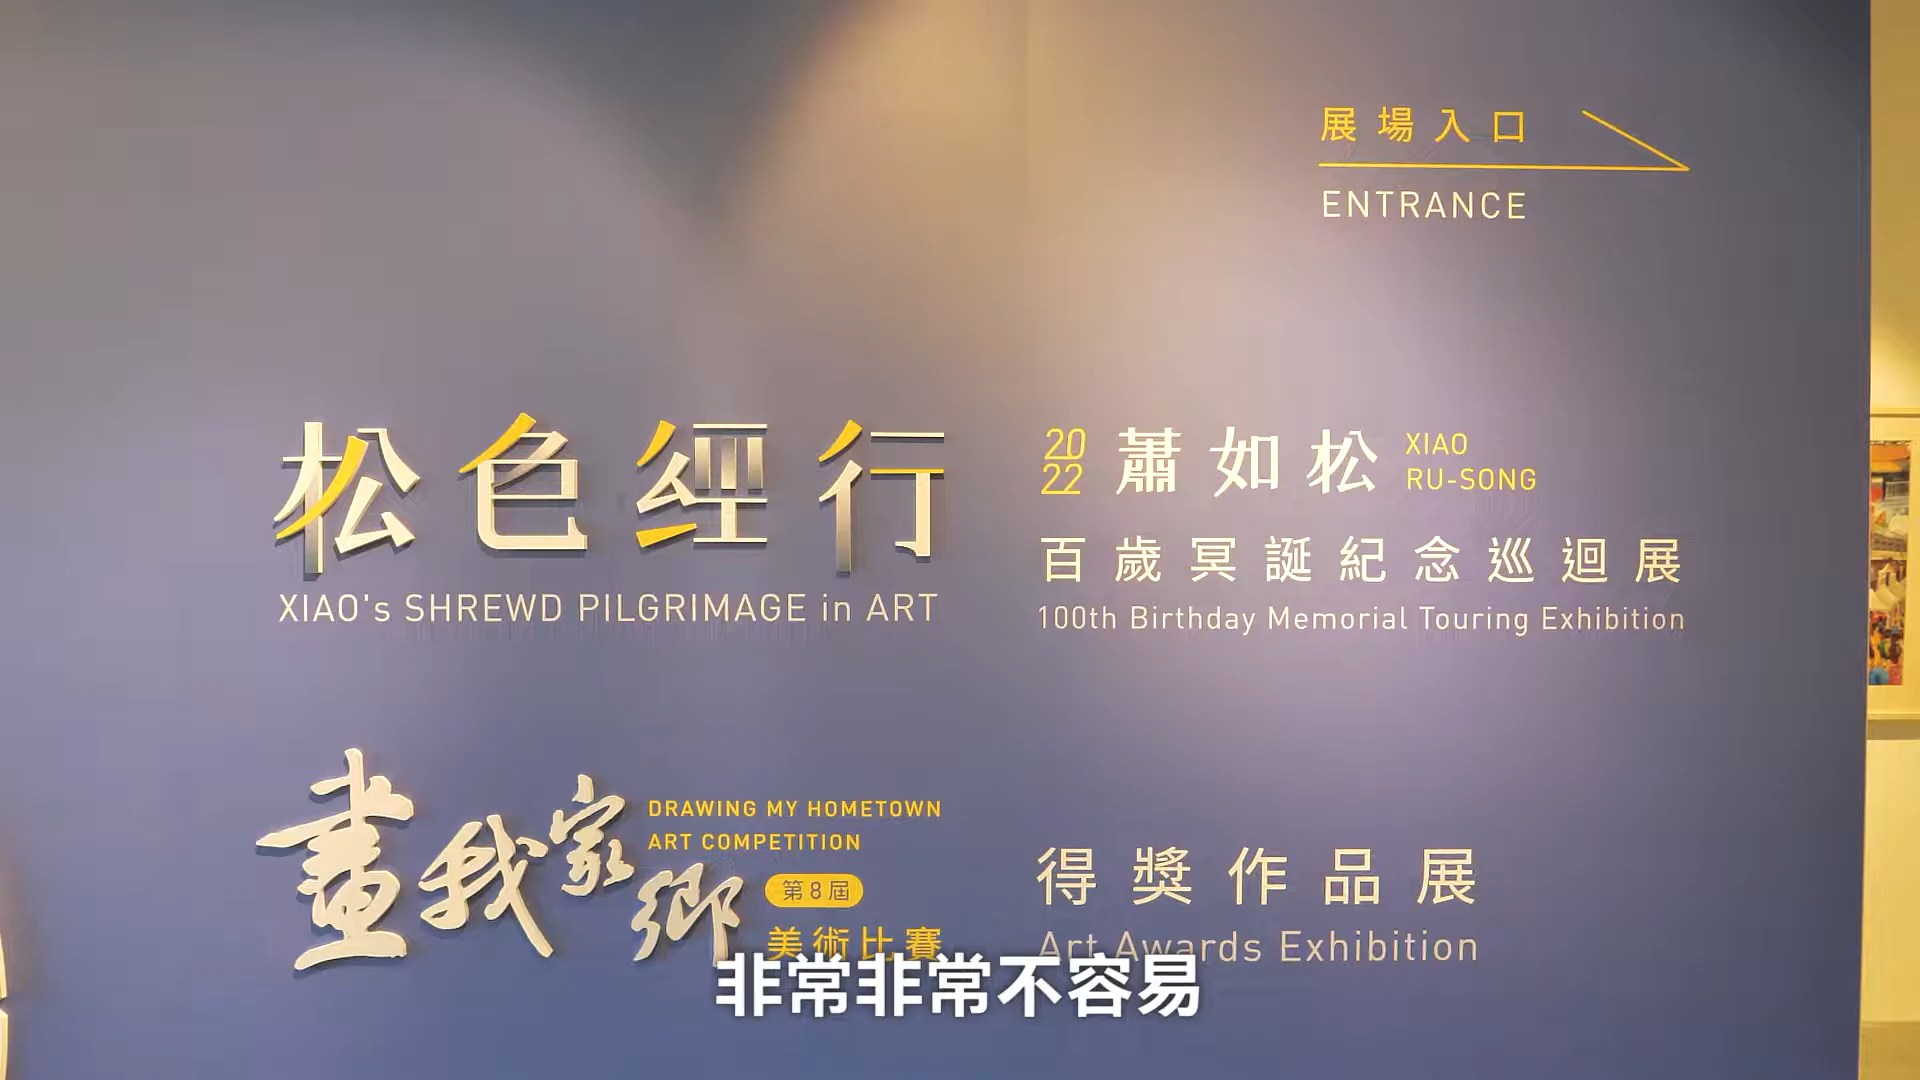 展場入口
ENTRANCE
松色經行
XIAO's SHREWD PILGRIMAGE in ART
2022 蕭如松 XIAO RU-SONG
百歲冥誕紀念巡迴展
100th Birthday Memorial Touring Exhibition
畫我家鄉
DRAWING MY HOMETOWN
ART COMPETITION
第8屆
美術比賽
得獎作品展
Art Awards Exhibition
非常非常不容易